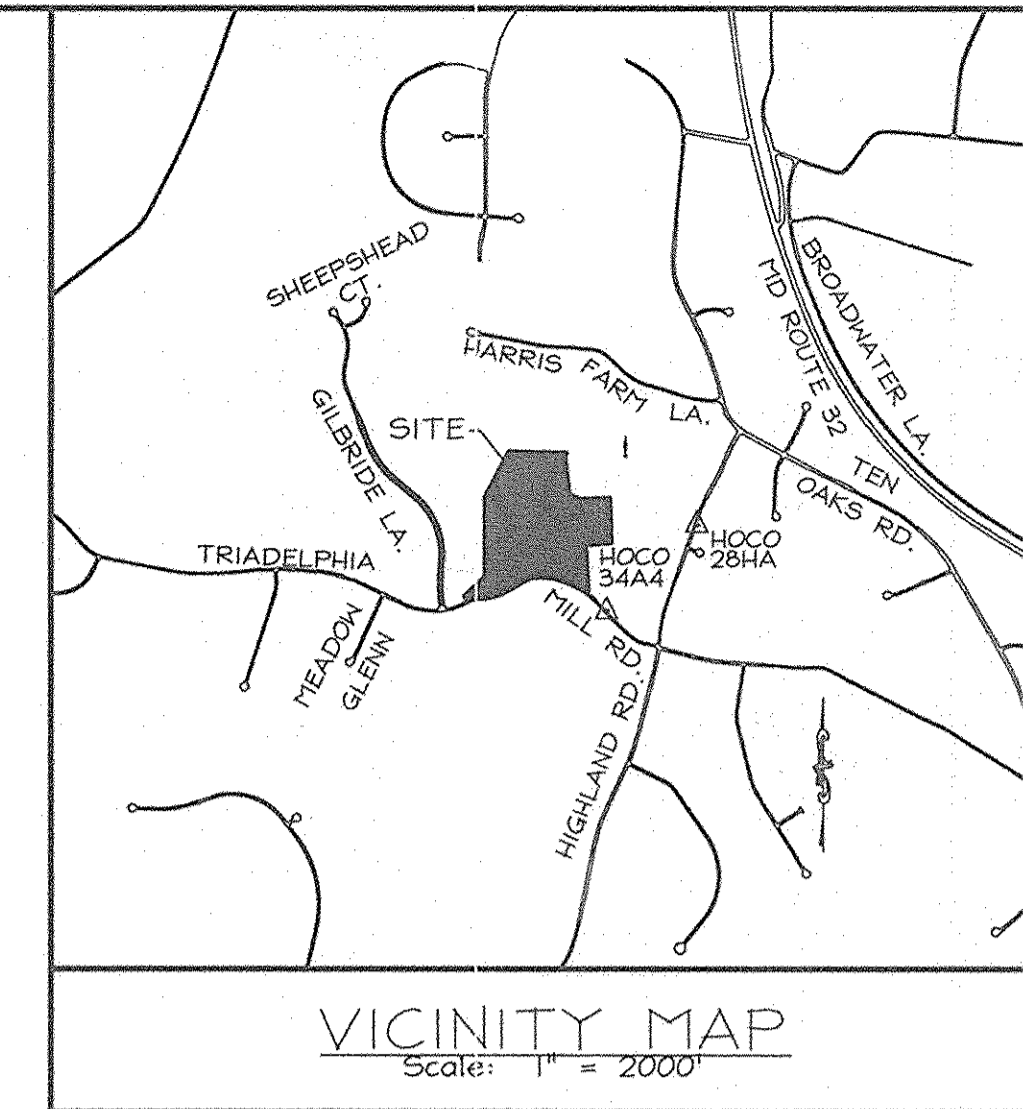 SHEEPSHEAD
CT.
HARRIS FARM LA.
GILBRIDE LA.
SITE
MD ROUTE 32
BROADWATER LA.
TEN
OAKS RD.
HOCO
28HA
HOCO
34A4
TRIADELPHIA
MILL RD.
MEADOW
GLENN
HIGHLAND RD.
VICINITY MAP
Scale: 1" = 2000'